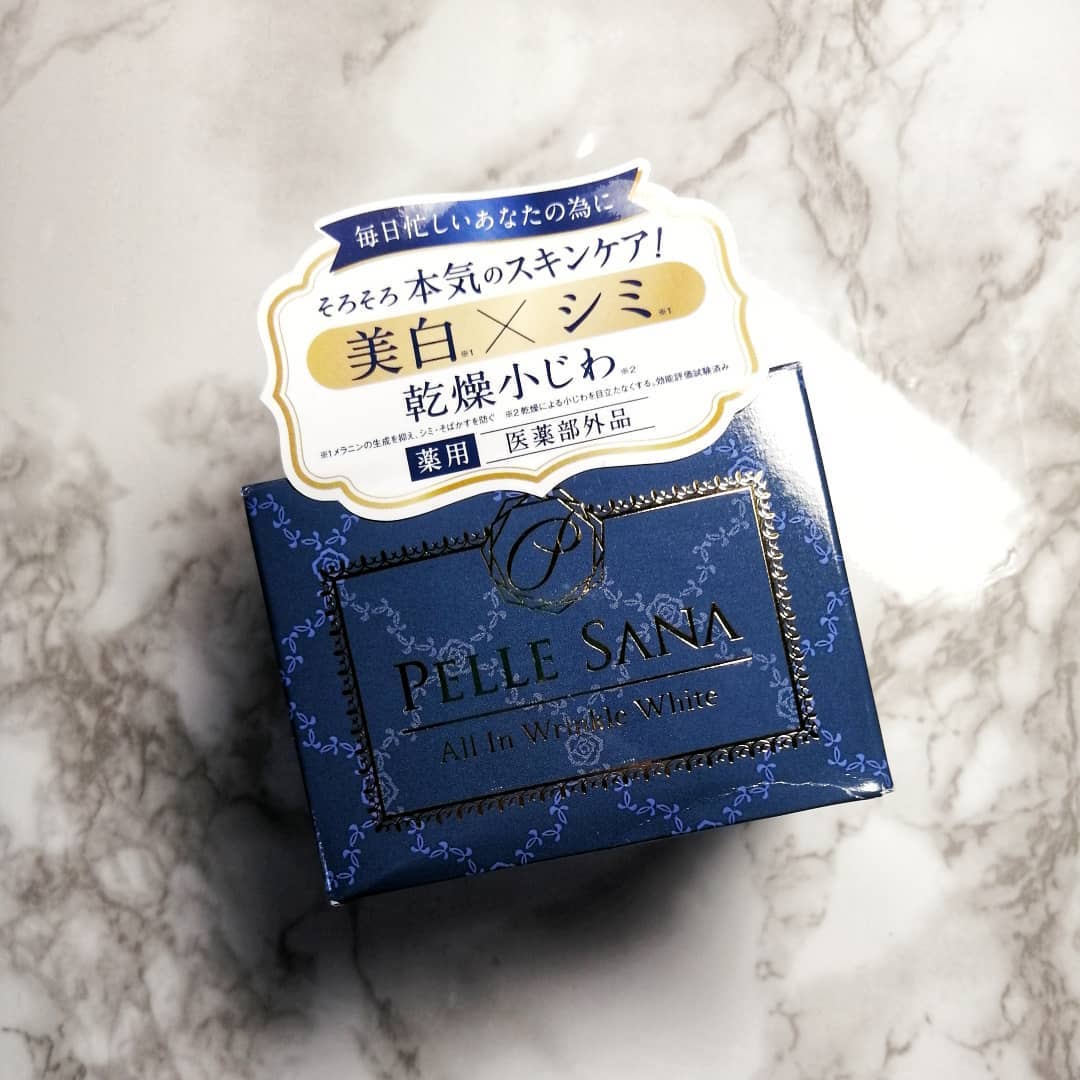 毎日忙しいあなたの為に
そろそろ本気のスキンケア!
美白※1×シミ※1
乾燥小じわ※2
※1メラニンの生成を抑え、シミ・そばかすを防ぐ ※2乾燥による小じわを目立たなくする。効能評価試験済み
薬用 医薬部外品
P
PELLE SANA
All In Wrinkle White